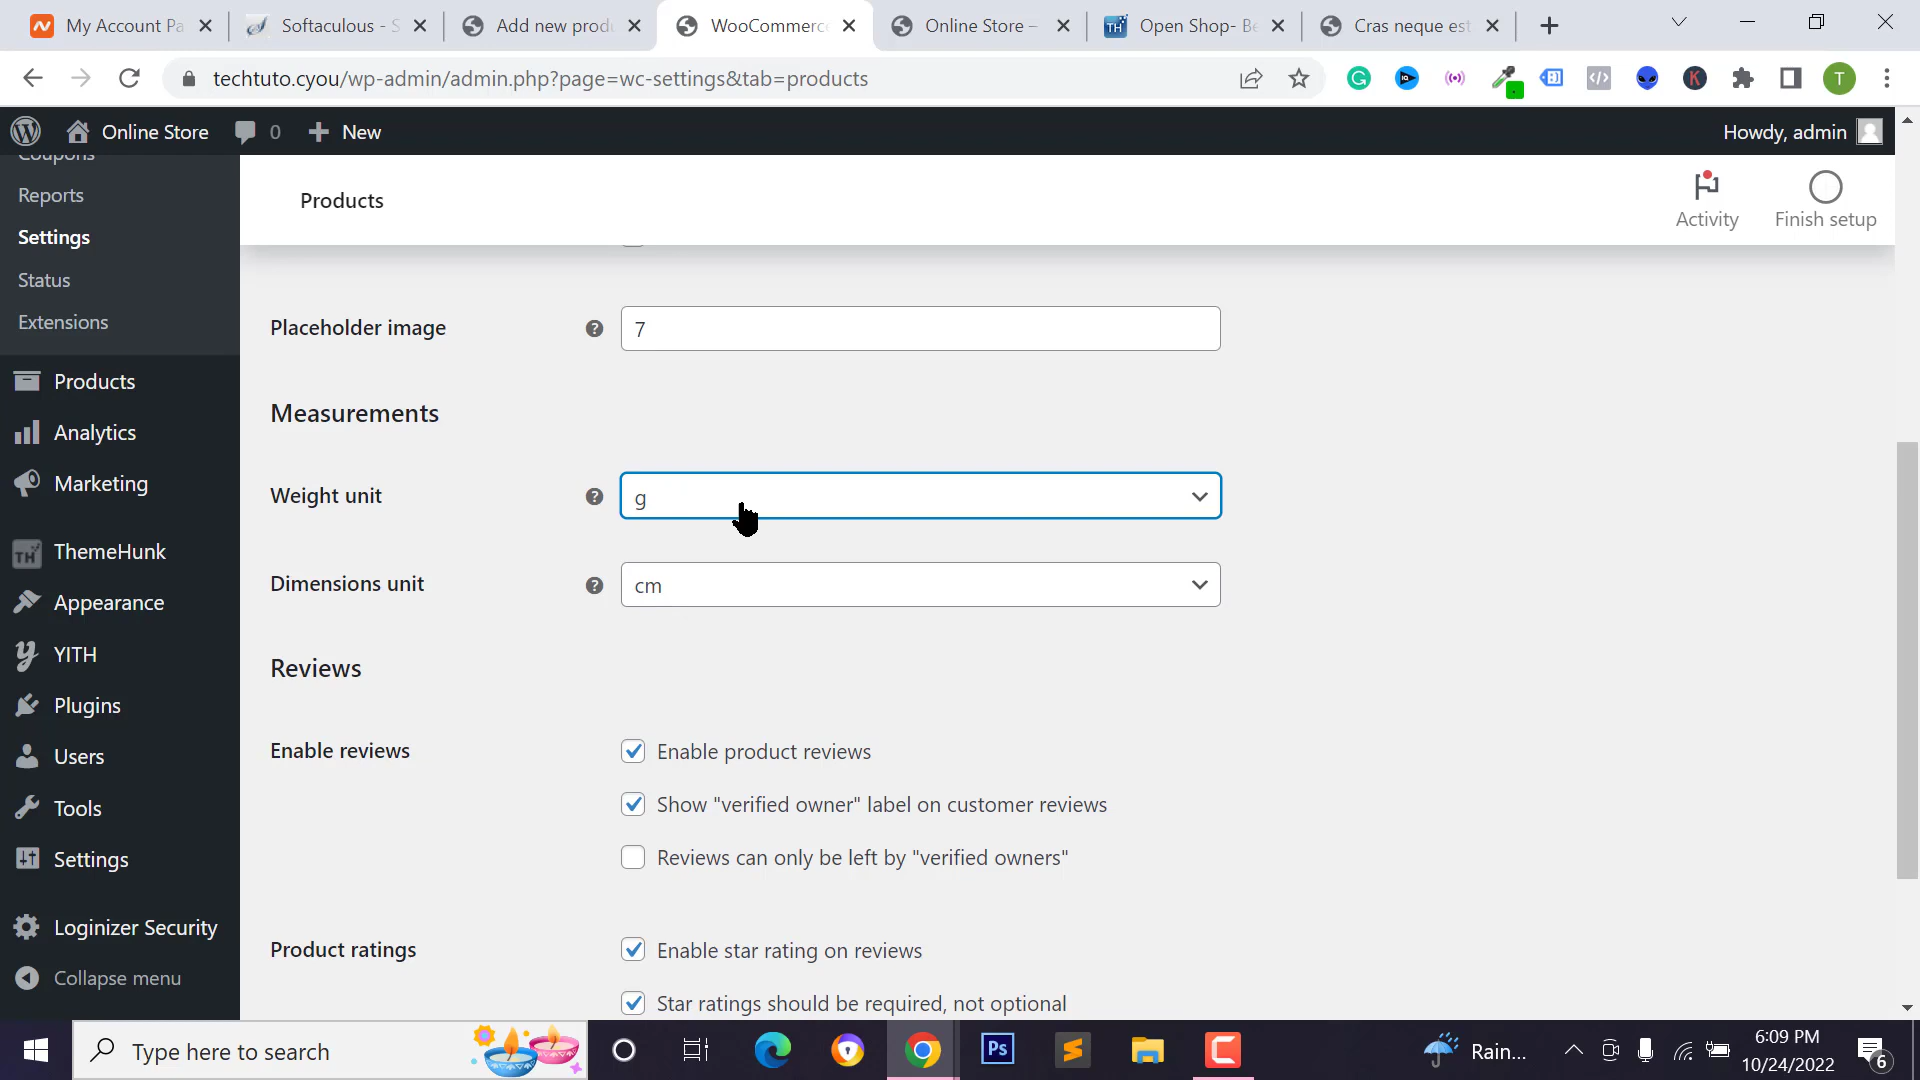 My Account Pa
Softaculous - S
Add new prod
WooCommerc
Online Store –
TH
Open Shop- Be
Cras neque est
techtuto.cyou/wp-admin/admin.php?page=wc-settings&tab=products
T
Online Store
0
New
Howdy, admin
Coupons
Reports
Settings
Status
Extensions
Products
Analytics
Marketing
TH
ThemeHunk
Appearance
YITH
Plugins
Users
Tools
Settings
Loginizer Security
Collapse menu
Products
Activity
Finish setup
Placeholder image
7
Measurements
Weight unit
g
Dimensions unit
cm
Reviews
Enable reviews
Enable product reviews
Show "verified owner" label on customer reviews
Reviews can only be left by "verified owners"
Product ratings
Enable star rating on reviews
Star ratings should be required, not optional
Type here to search
Ps
Rain...
6:09 PM
10/24/2022
6